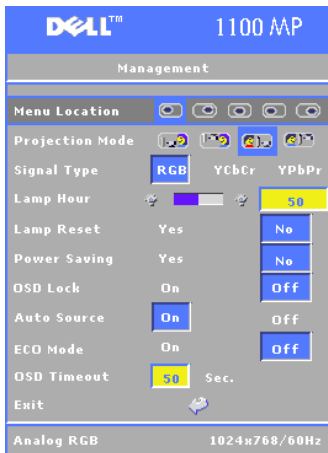 DELL™ 1100 MP
Management
Menu Location
Projection Mode
Signal Type RGB YCbCr YPbPr
Lamp Hour 50
Lamp Reset Yes No
Power Saving Yes No
OSD Lock On Off
Auto Source On Off
ECO Mode On Off
OSD Timeout 50 Sec.
Exit
Analog RGB 1024x768/60Hz